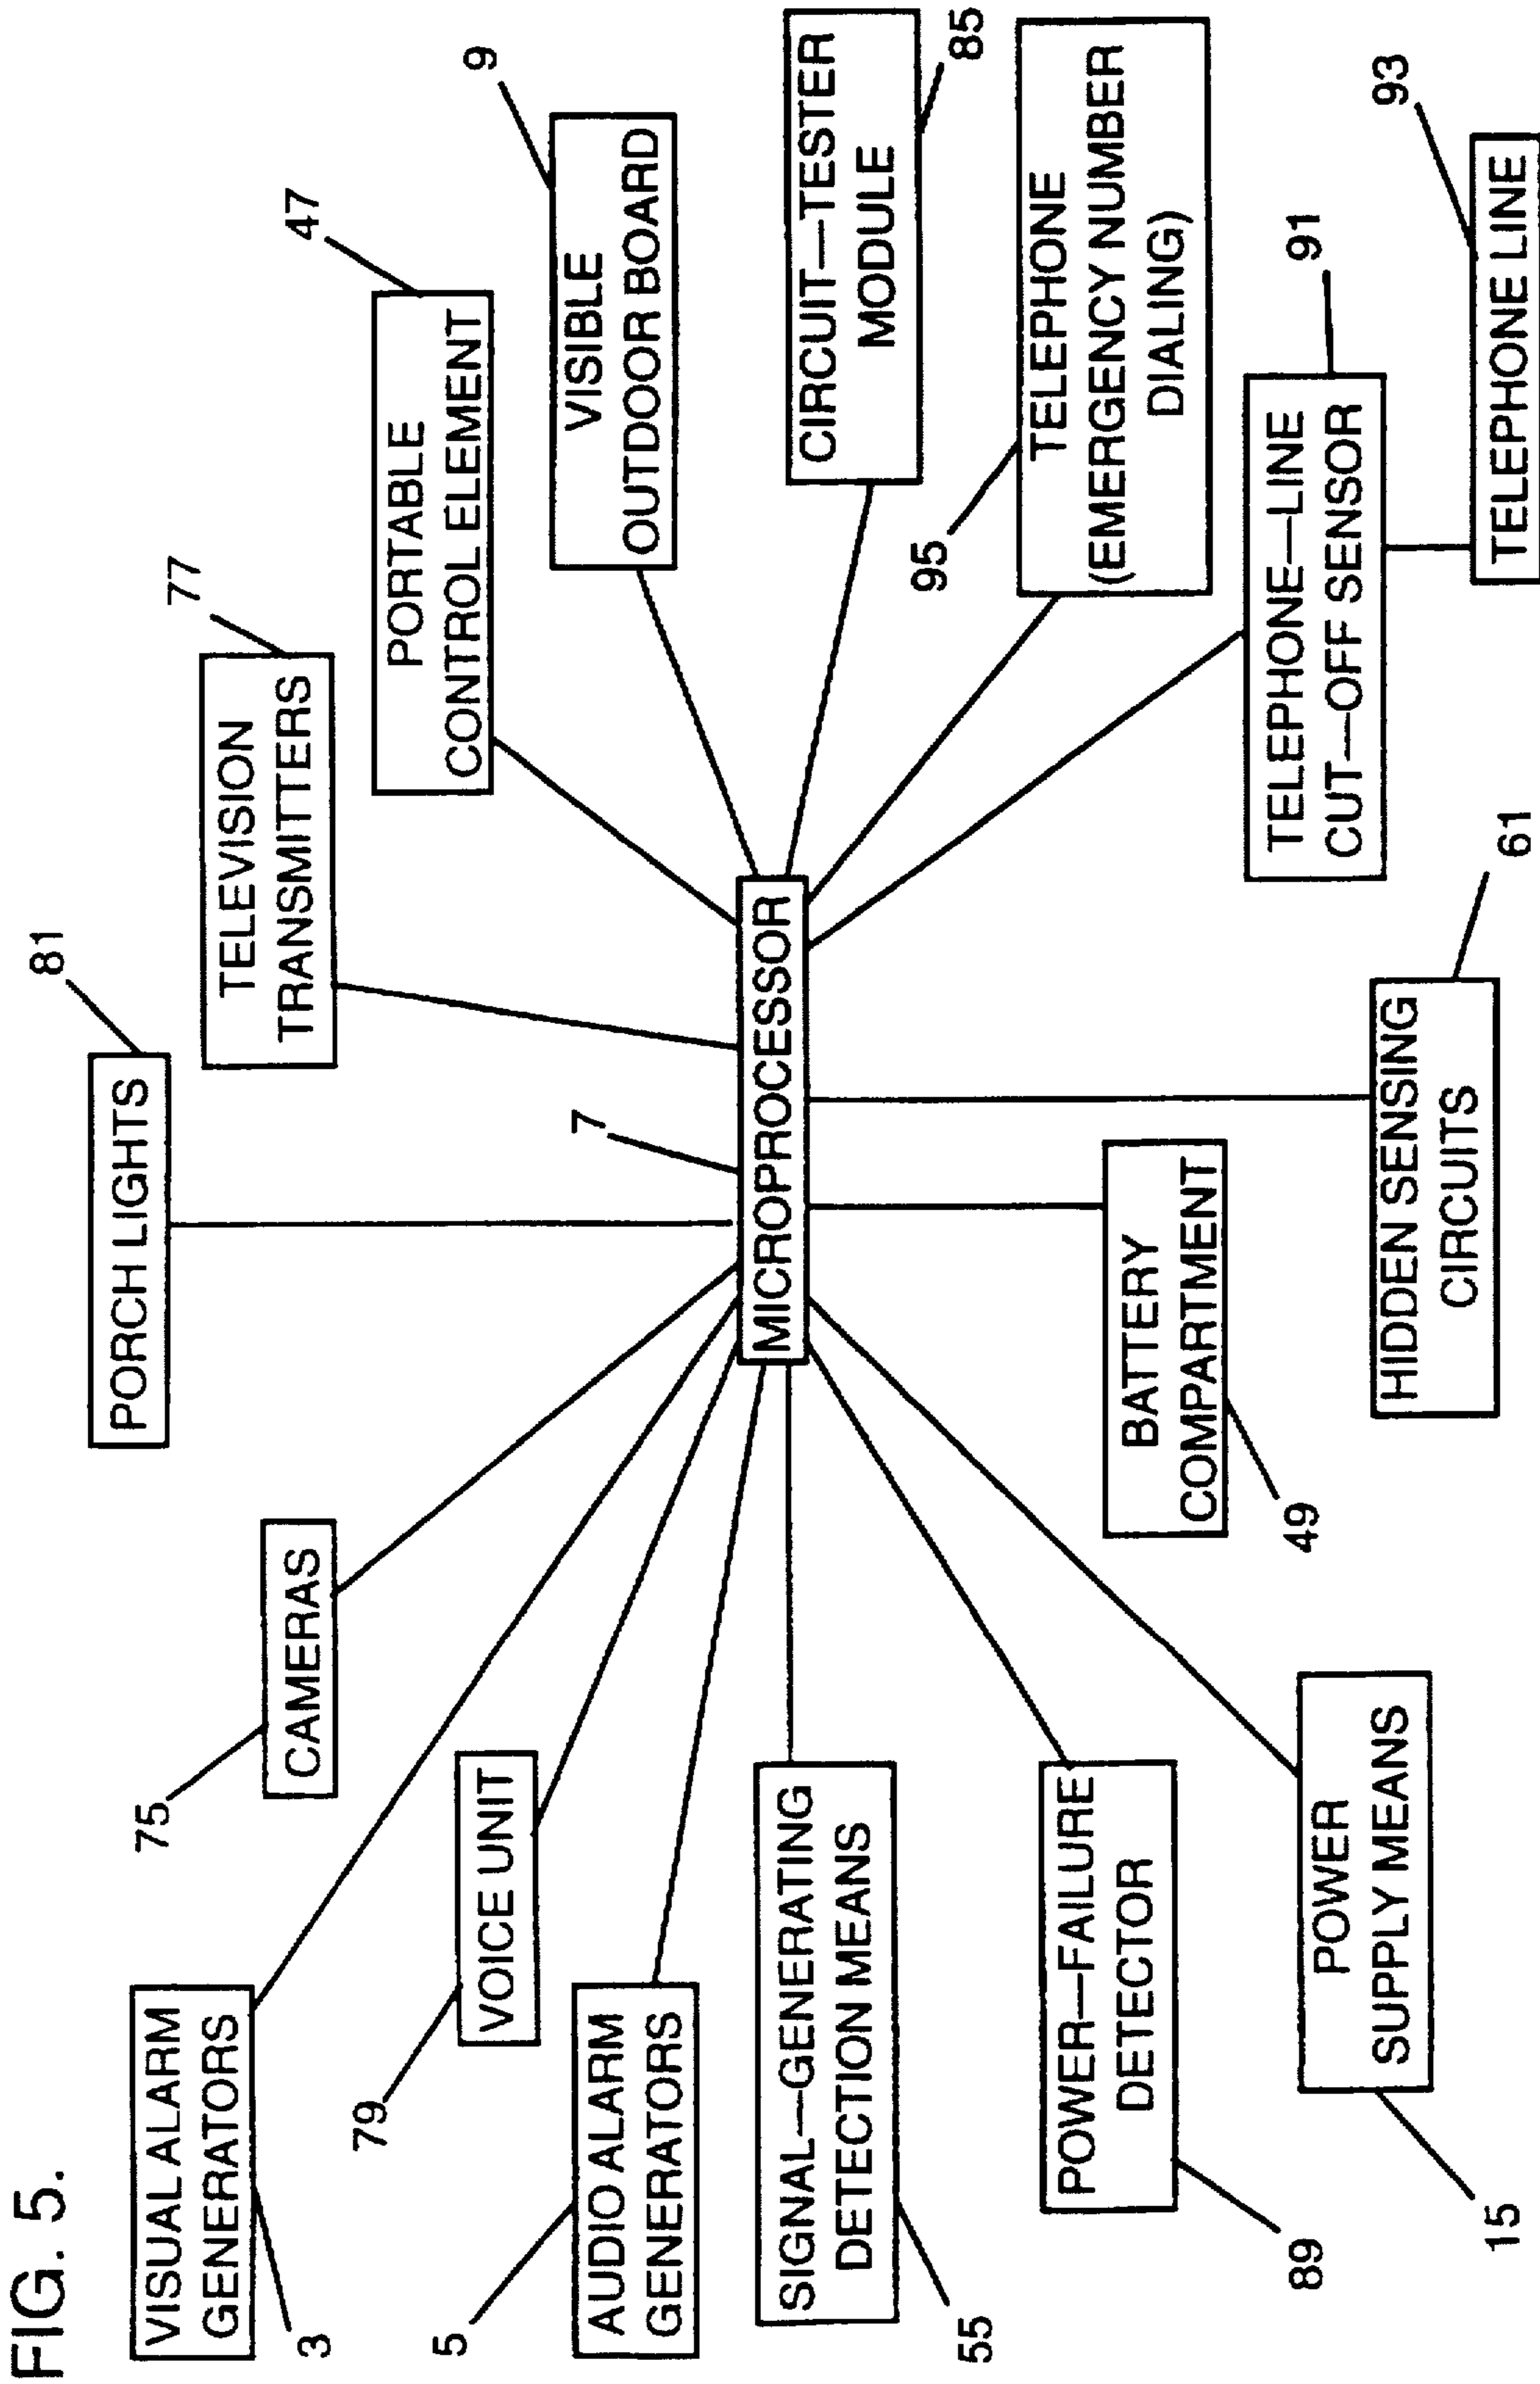 FIG. 5.
VISUAL ALARM
GENERATORS
3
75
CAMERAS
PORCH LIGHTS
81
TELEVISION
TRANSMITTERS
77
PORTABLE
CONTROL ELEMENT
47
VISIBLE
OUTDOOR BOARD
9
79
VOICE UNIT
5
AUDIO ALARM
GENERATORS
7
MICROPROCESSOR
SIGNAL—GENERATING
DETECTION MEANS
55
CIRCUIT—TESTER
MODULE
85
95
TELEPHONE
(EMERGENCY NUMBER
DIALING)
POWER—FAILURE
DETECTOR
89
BATTERY
COMPARTMENT
49
TELEPHONE—LINE
CUT—OFF SENSOR
91
POWER
SUPPLY MEANS
15
HIDDEN SENSING
CIRCUITS
61
TELEPHONE LINE
93